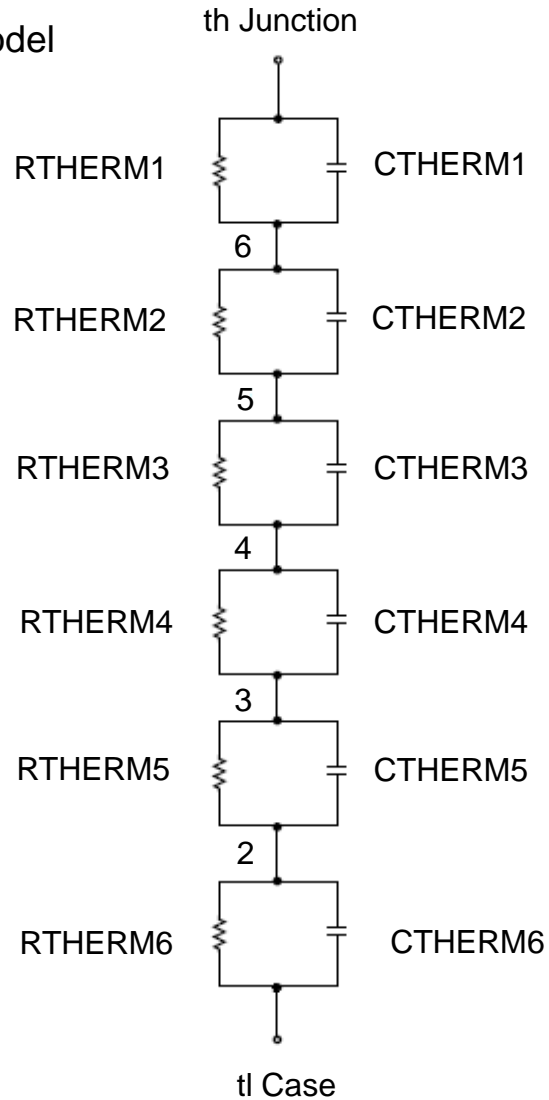 th Junction
odel
RTHERM1 CTHERM1
6
RTHERM2 CTHERM2
5
RTHERM3 CTHERM3
4
RTHERM4 CTHERM4
3
RTHERM5 CTHERM5
2
RTHERM6 CTHERM6
tl Case